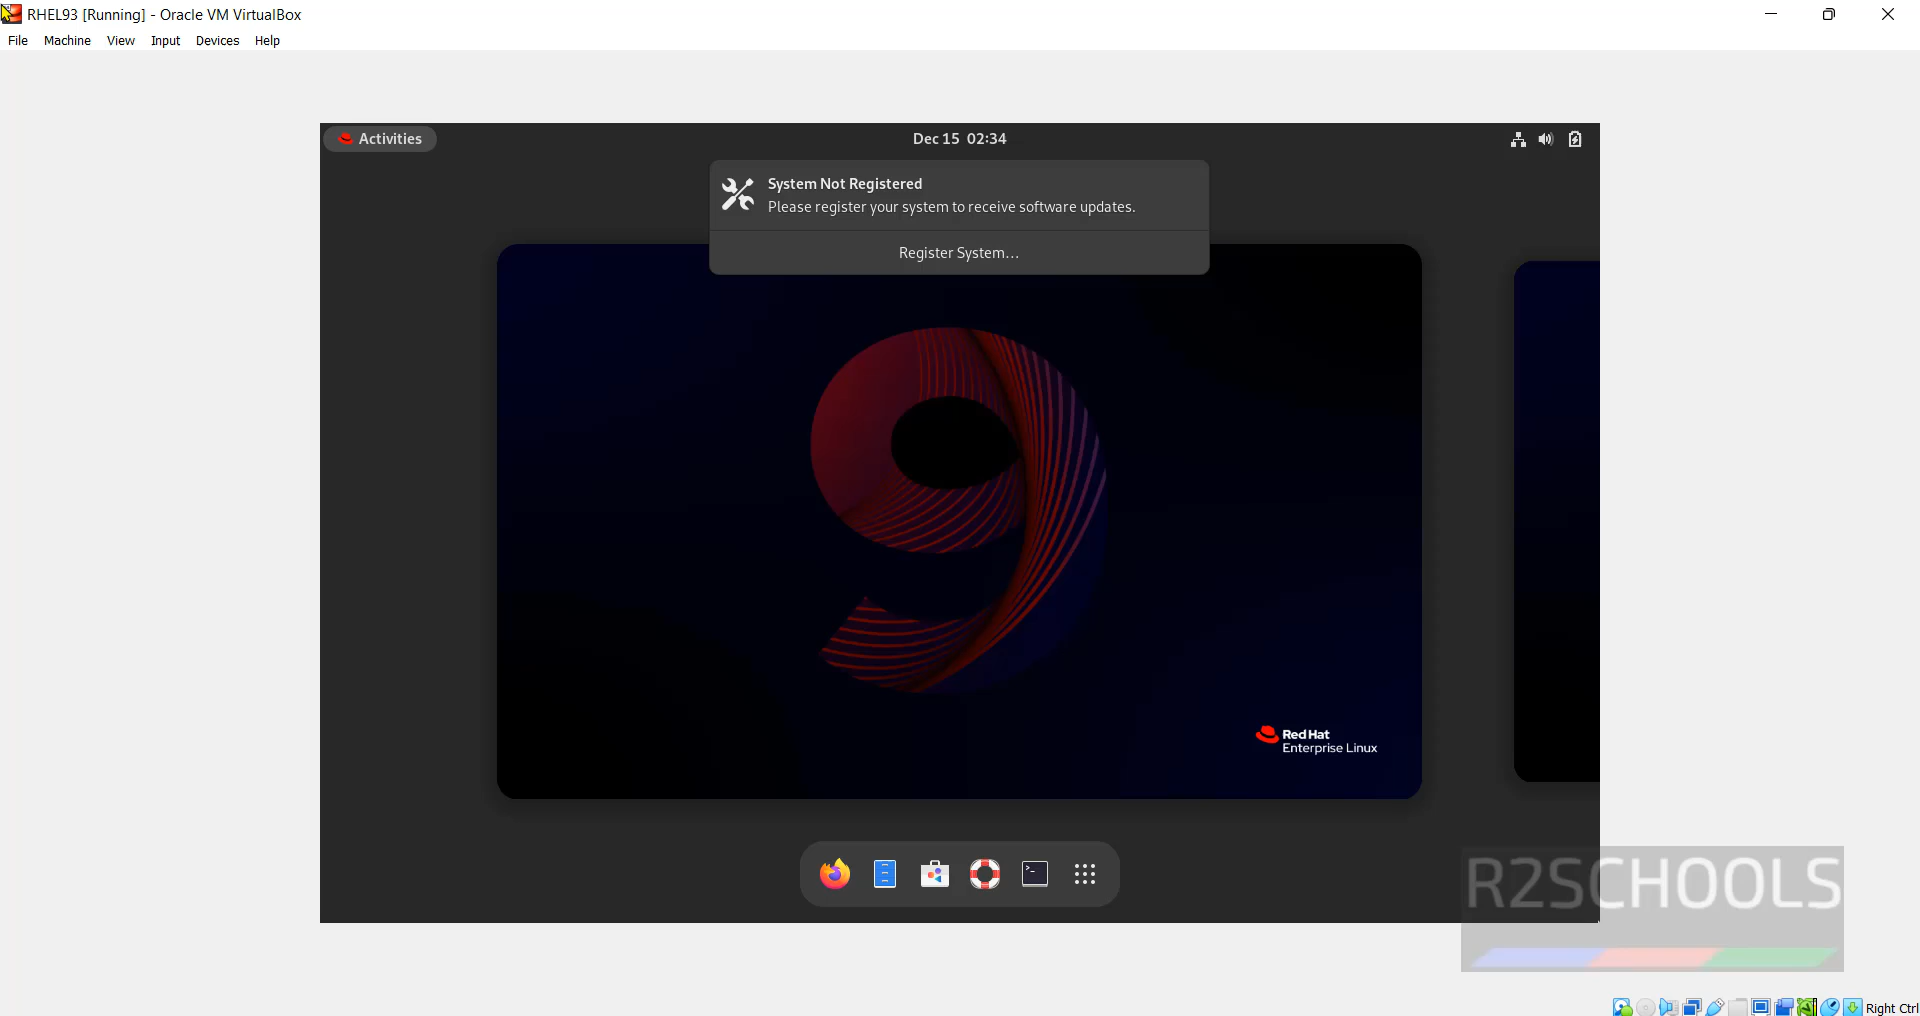 RHEL93 [Running] - Oracle VM VirtualBox
File Machine View Input Devices Help
Activities
Dec 15 02:34
System Not Registered
Please register your system to receive software updates.
Register System...
9
Red Hat
Enterprise Linux
>_
R2SCHOOLS
Right Ctrl